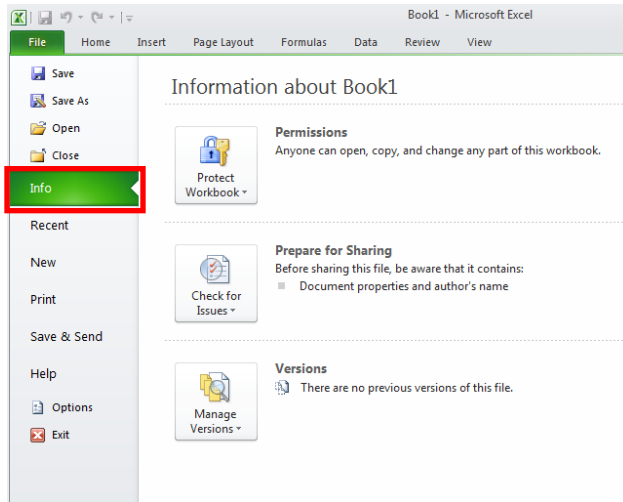 Book1 - Microsoft Excel
File Home Insert Page Layout Formulas Data Review View
Save
Save As
Open
Close
Info
Recent
New
Print
Save & Send
Help
Options
Exit
Information about Book1
Protect
Workbook
Permissions
Anyone can open, copy, and change any part of this workbook.
Check for
Issues
Prepare for Sharing
Before sharing this file, be aware that it contains:
Document properties and author's name
Manage
Versions
Versions
There are no previous versions of this file.